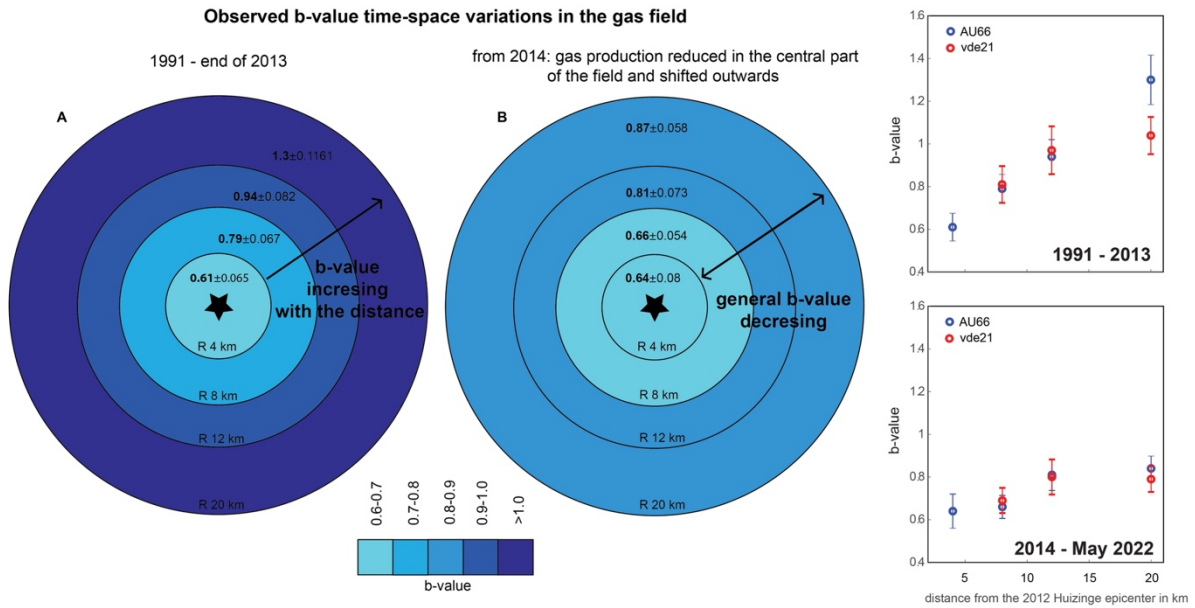 Observed b-value time-space variations in the gas field
1991 - end of 2013
A
1.3±0.1161
0.94±0.082
0.79±0.067
0.61±0.065
b-value
incresing
with the distance
R 4 km
R 8 km
R 12 km
R 20 km
from 2014: gas production reduced in the central part
of the field and shifted outwards
B
0.87±0.058
0.81±0.073
0.66±0.054
0.64±0.08
general b-value
decresing
R 4 km
R 8 km
R 12 km
R 20 km
0.6-0.7
0.7-0.8
0.8-0.9
0.9-1.0
>1.0
b-value
AU66
vde21
1.6
1.4
1.2
1
0.8
0.6
0.4
b-value
1991 - 2013
AU66
vde21
1.6
1.4
1.2
1
0.8
0.6
0.4
b-value
2014 - May 2022
5
10
15
20
distance from the 2012 Huizinge epicenter in km